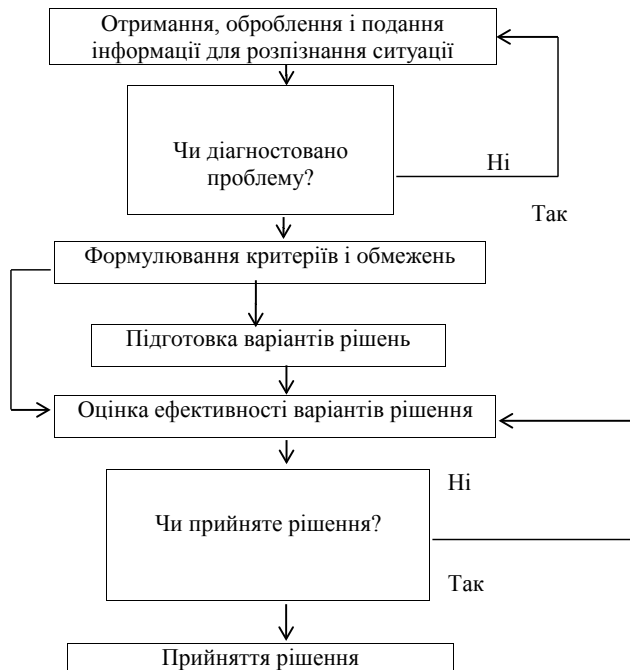 Отримання, оброблення і подання
інформації для розпізнання ситуації
Чи діагностовано
проблему?
Ні
Так
Формулювання критеріїв і обмежень
Підготовка варіантів рішень
Оцінка ефективності варіантів рішення
Ні
Чи прийняте рішення?
Так
Прийняття рішення